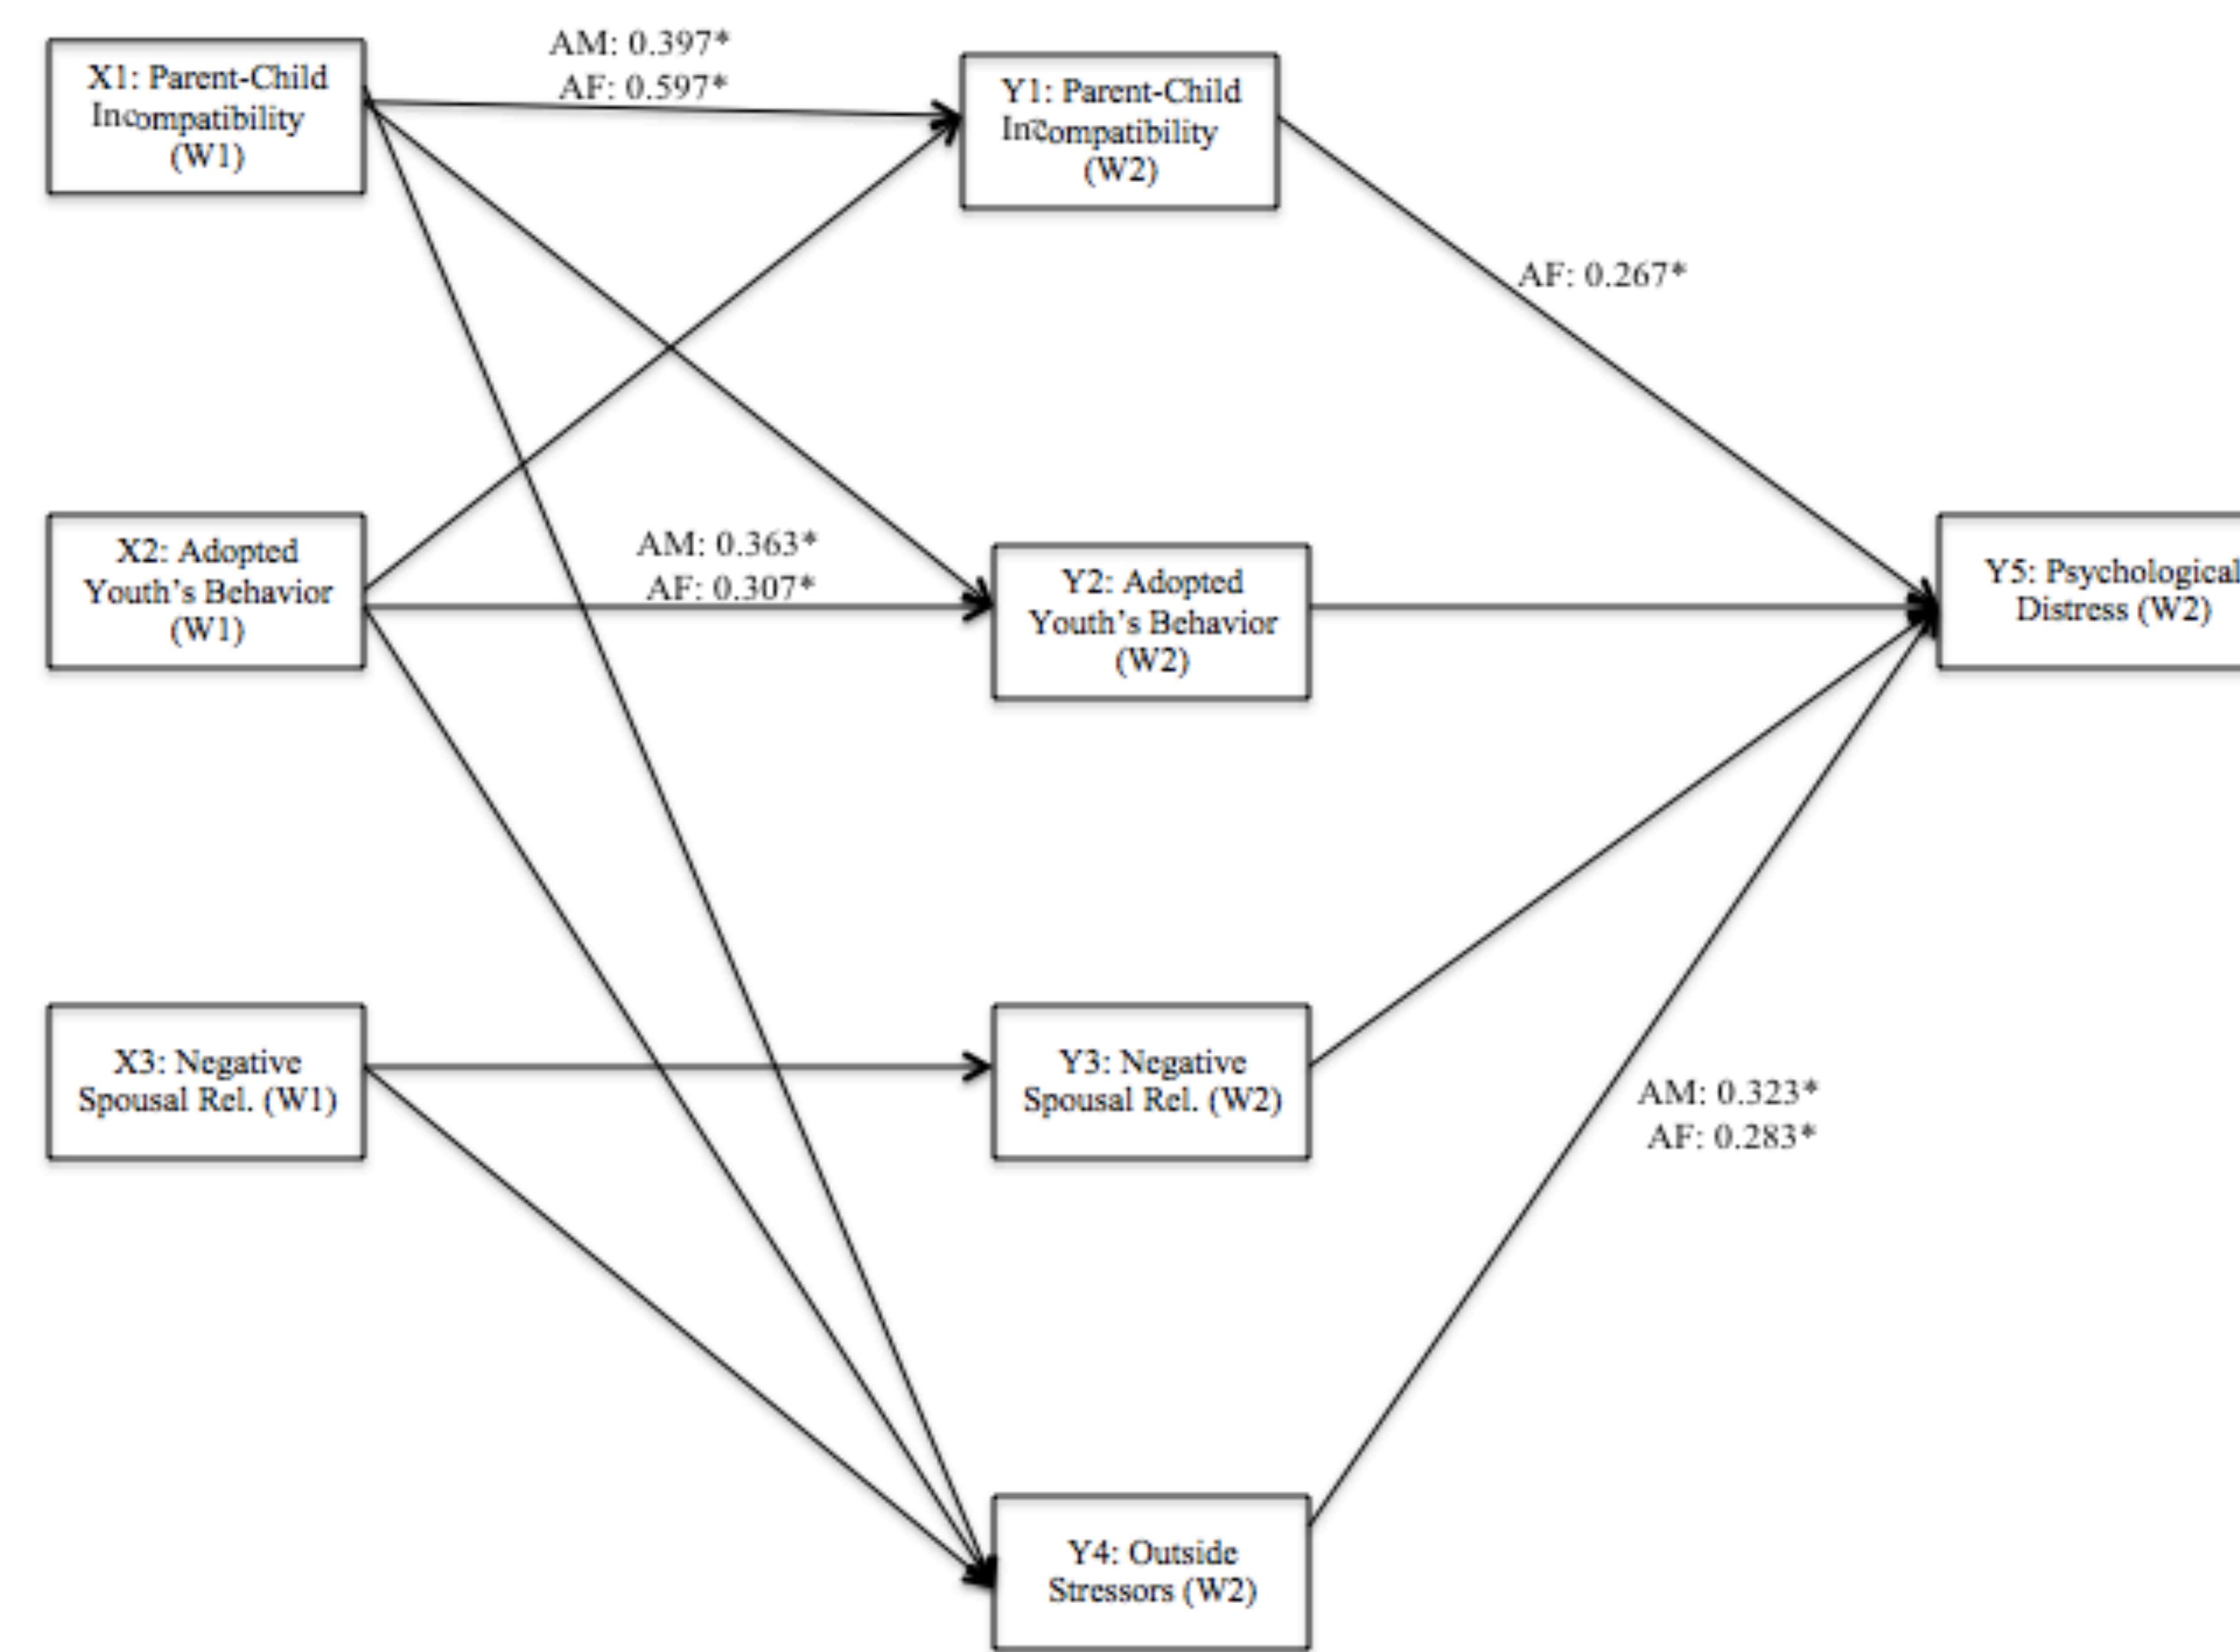 AM: 0.397*
AF: 0.597*
X1: Parent-Child
Incompatibility
(W1)
Y1: Parent-Child
Incompatibility
(W2)
AF: 0.267*
X2: Adopted
Youth's Behavior
(W1)
AM: 0.363*
AF: 0.307*
Y2: Adopted
Youth's Behavior
(W2)
Y5: Psychological
Distress (W2)
X3: Negative
Spousal Rel. (W1)
Y3: Negative
Spousal Rel. (W2)
AM: 0.323*
AF: 0.283*
Y4: Outside
Stressors (W2)